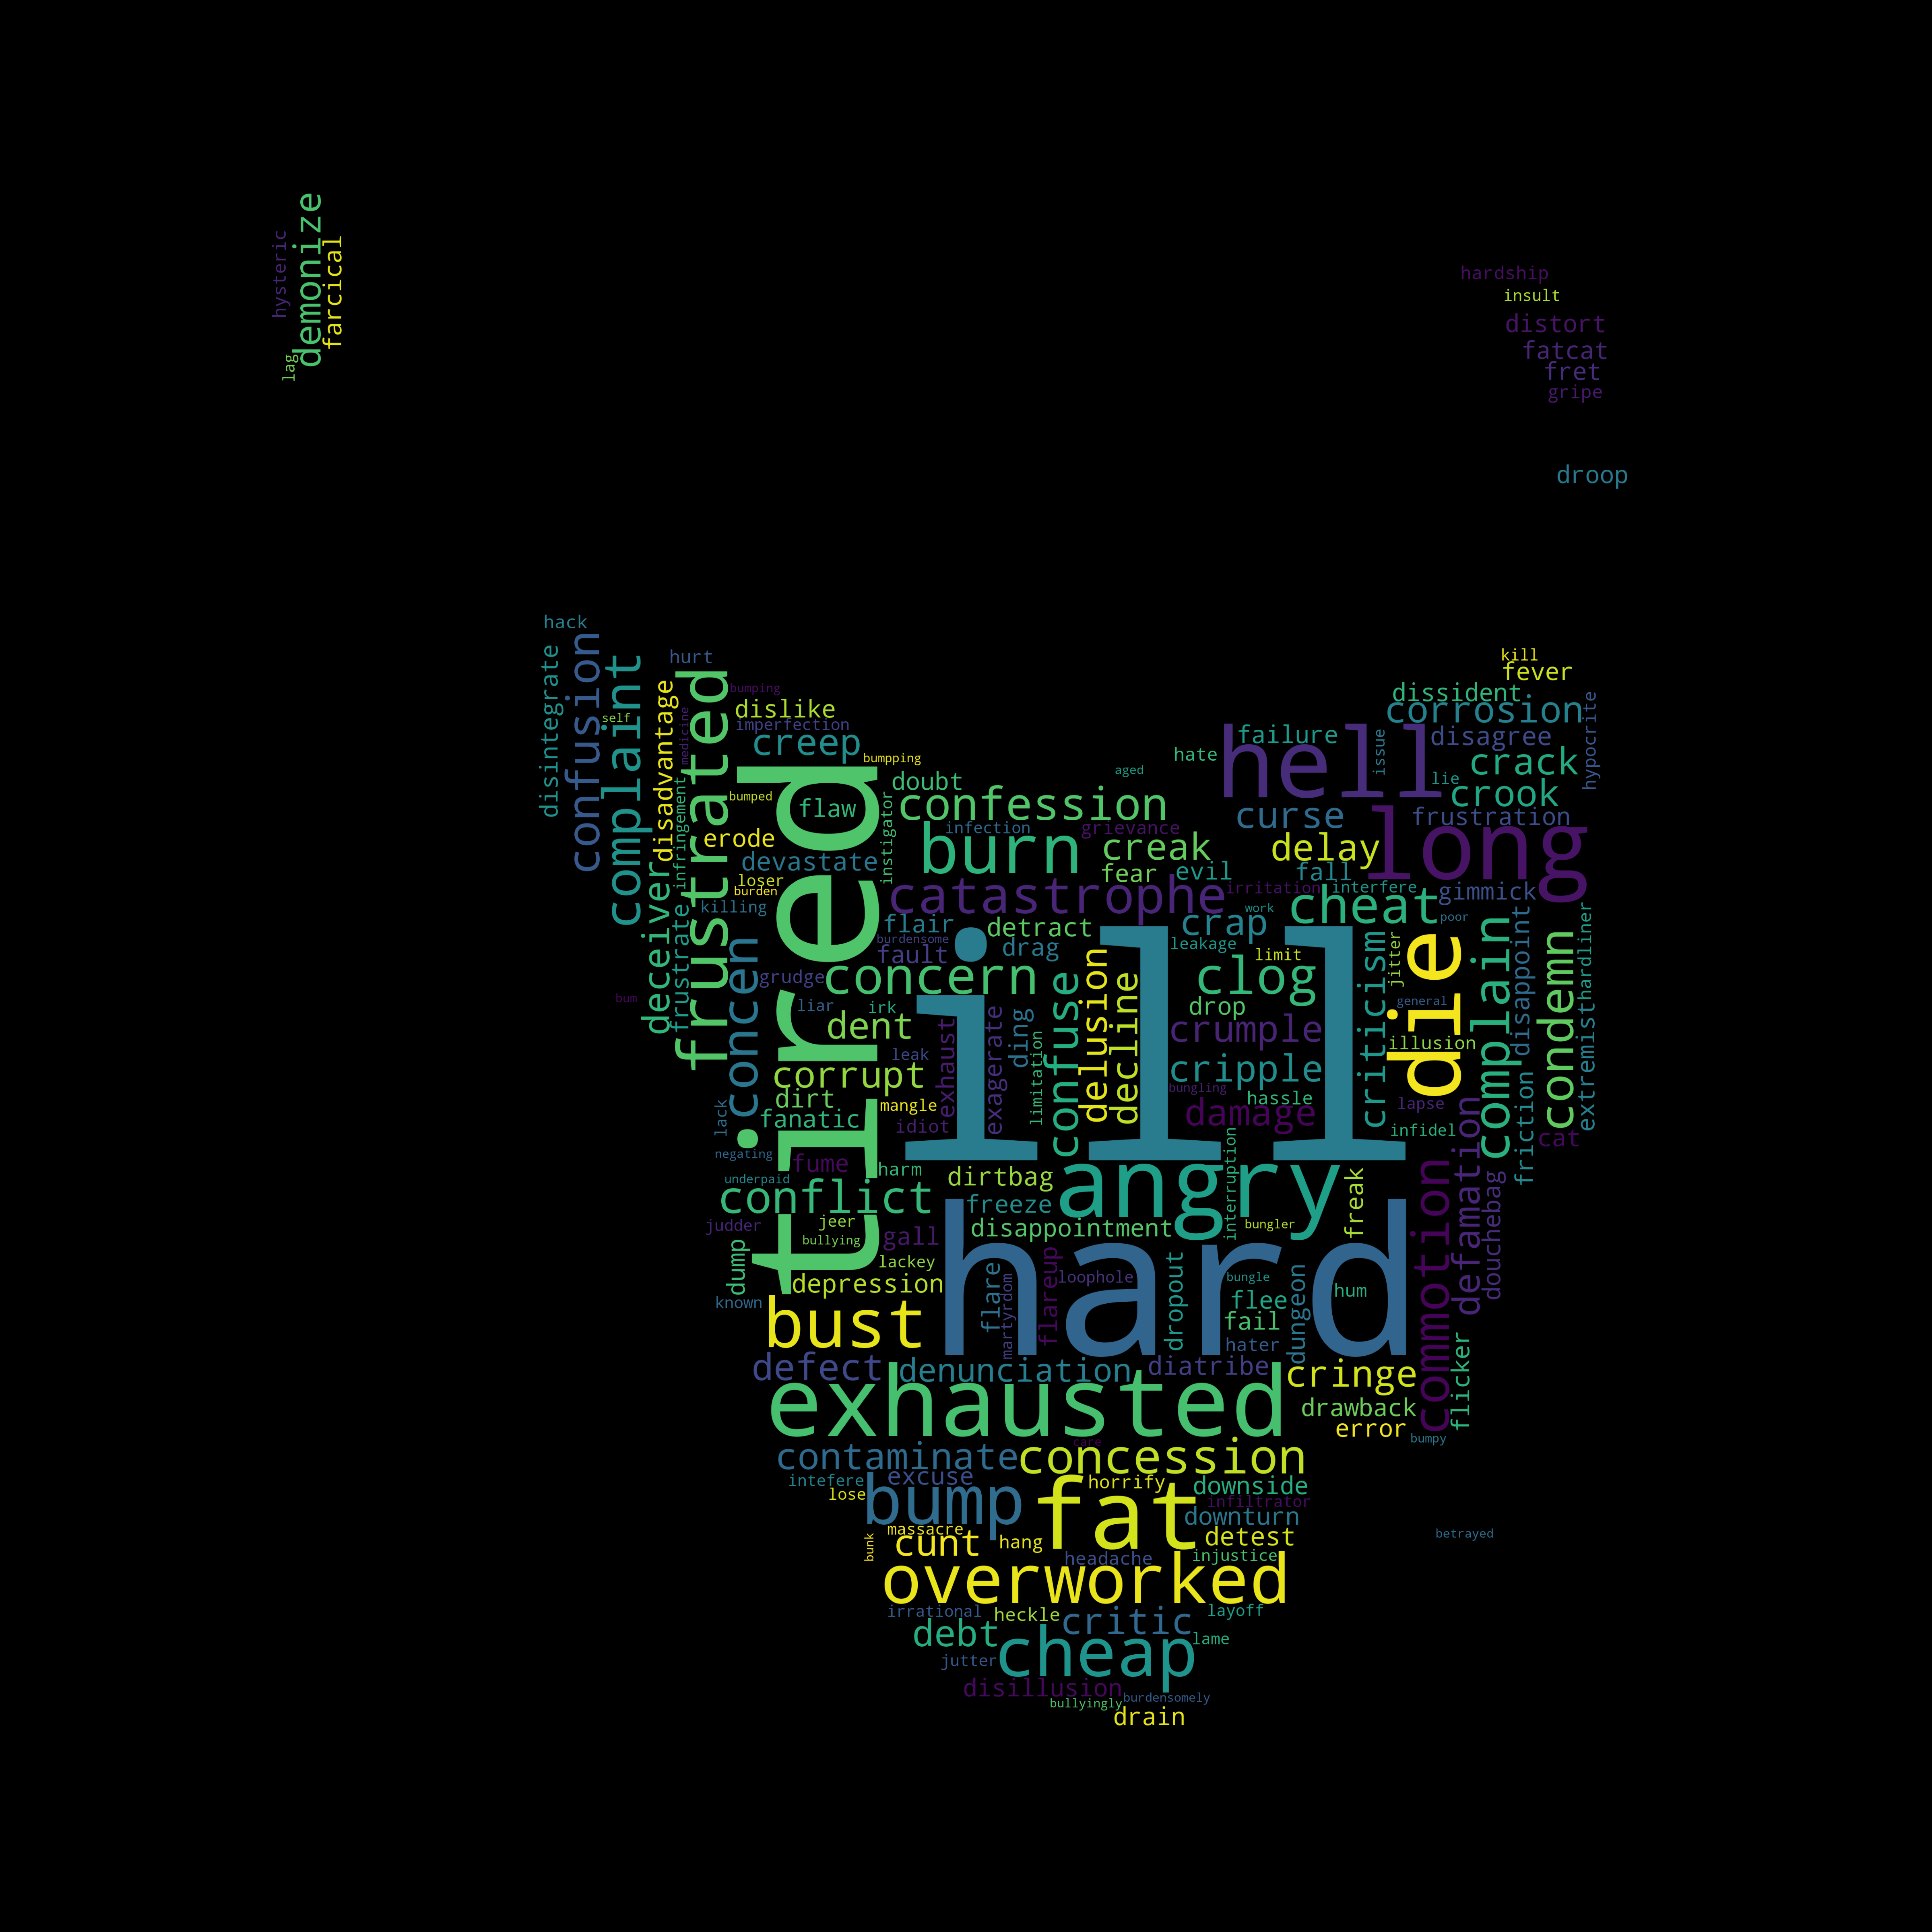 hysteric
demonize
farcical
lag
hardship
insult
distort
fatcat
fret
gripe
droop
hack
disintegrate
confusion
complaint
self
hurt
disadvantage
frustrated
medicine
bumping
dislike
imperfection
creep
bumpping
bumped
flaw
tired
doubt
instigator
infringement
deceiver
frustrate
erode
devastate
loser
burden
killing
bum
kill
fever
dissident
corrosion
hypocrite
hell
failure
issue
disagree
hate
aged
lie
crack
crook
confession
curse
frustration
long
burn
infection
grievance
creak
delay
fear
evil
fall
catastrophe
irritation
interfere
gimmick
cheat
flair
detract
crap
work
poor
burdensome
fault
drag
leakage
limit
concen
grudge
concern
clog
criticism
jitter
die
complain
disappoint
condemn
extremisthardliner
liar
irk
ill
confuse
delusion
decline
drop
general
dent
exhaust
exagerate
ding
limitation
crumple
illusion
leak
corrupt
cripple
bungling
dirt
mangle
hassle
lapse
fanatic
idiot
damage
infidel
defamation
friction
cat
lack
negating
fume
harm
dirtbag
angry
interruption
freak
underpaid
conflict
freeze
commotion
douchebag
judder
jeer
disappointment
bungler
bullying
gall
hard
dump
lackey
depression
flare
martyrdom
flareup
loophole
dropout
bungle
flee
dungeon
hum
known
bust
fail
hater
flicker
defect
denunciation
diatribe
cringe
exhausted
drawback
error
bumpy
care
contaminate
concession
intefere
excuse
horrify
downside
lose
bump
fat
infiltrator
downturn
massacre
betrayed
bunk
cunt
hang
detest
headache
injustice
overworked
irrational
heckle
critic
layoff
debt
cheap
lame
jutter
disillusion
bullyingly
burdensomely
drain